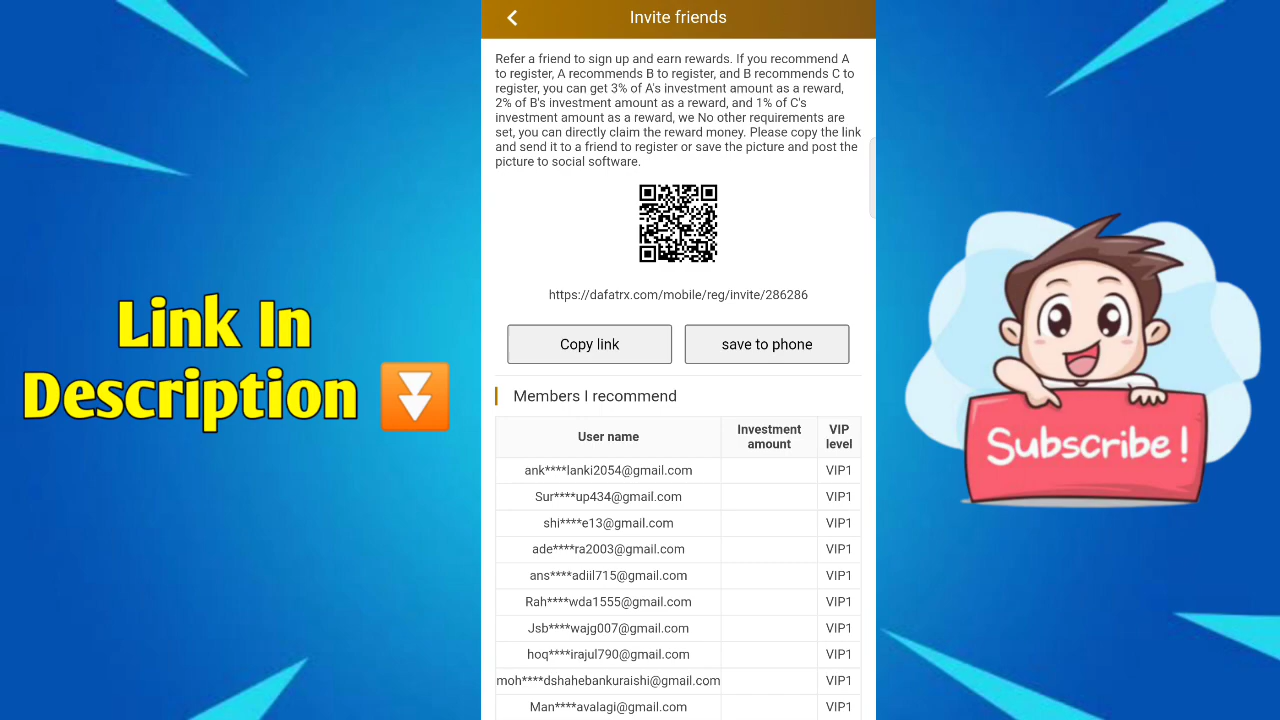 Link In
Description
Invite friends
Refer a friend to sign up and earn rewards. If you recommend A
to register, A recommends B to register, and B recommends C to
register, you can get 3% of A's investment amount as a reward,
2% of B's investment amount as a reward, and 1% of C's
investment amount as a reward, we No other requirements are
set, you can directly claim the reward money. Please copy the link
and send it to a friend to register or save the picture and post the
picture to social software.
https://dafatrx.com/mobile/reg/invite/286286
Copy link save to phone
Members I recommend
User name Investment amount VIP level
ank****lanki2054@gmail.com VIP1
Sur****up434@gmail.com VIP1
shi****e13@gmail.com VIP1
ade****ra2003@gmail.com VIP1
ans****adiil715@gmail.com VIP1
Rah****wda1555@gmail.com VIP1
Jsb****wajg007@gmail.com VIP1
hoq****irajul790@gmail.com VIP1
moh****dshahebankuraishi@gmail.com VIP1
Man****avalagi@gmail.com VIP1
Subscribe!